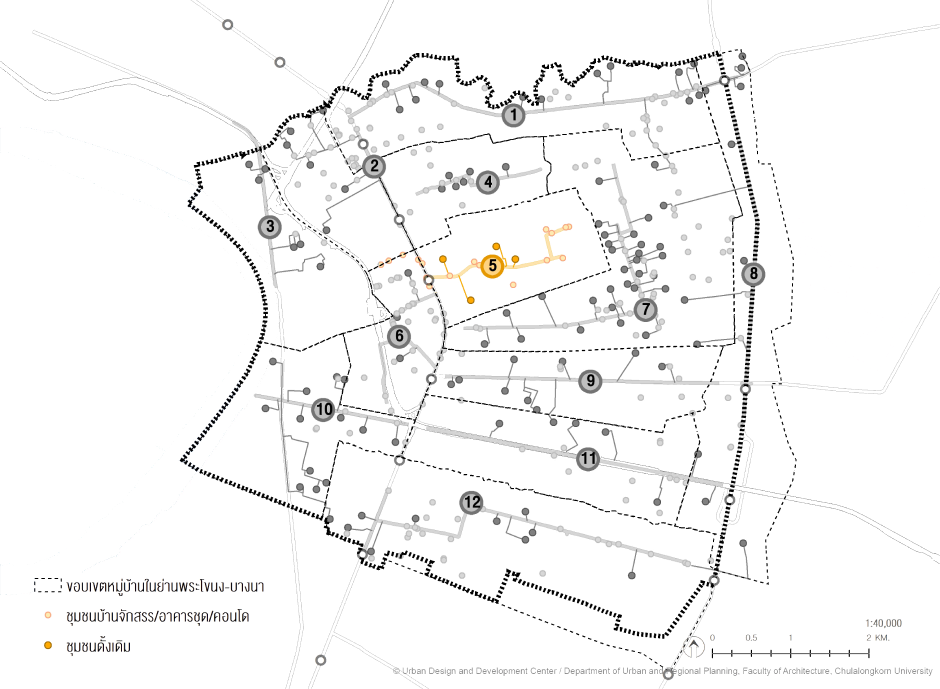 1
2
4
3
5
8
7
6
9
10
11
12
ขอบเขตหมู่บ้านในย่านพระโขนง-บางนา
ชุมชนบ้านจัดสรร/อาคารชุด/คอนโด
ชุมชนดั้งเดิม
1:40,000
0 0.5 1 2 KM.
© Urban Design and Development Center / Department of Urban and Regional Planning, Faculty of Architecture, Chulalongkorn University